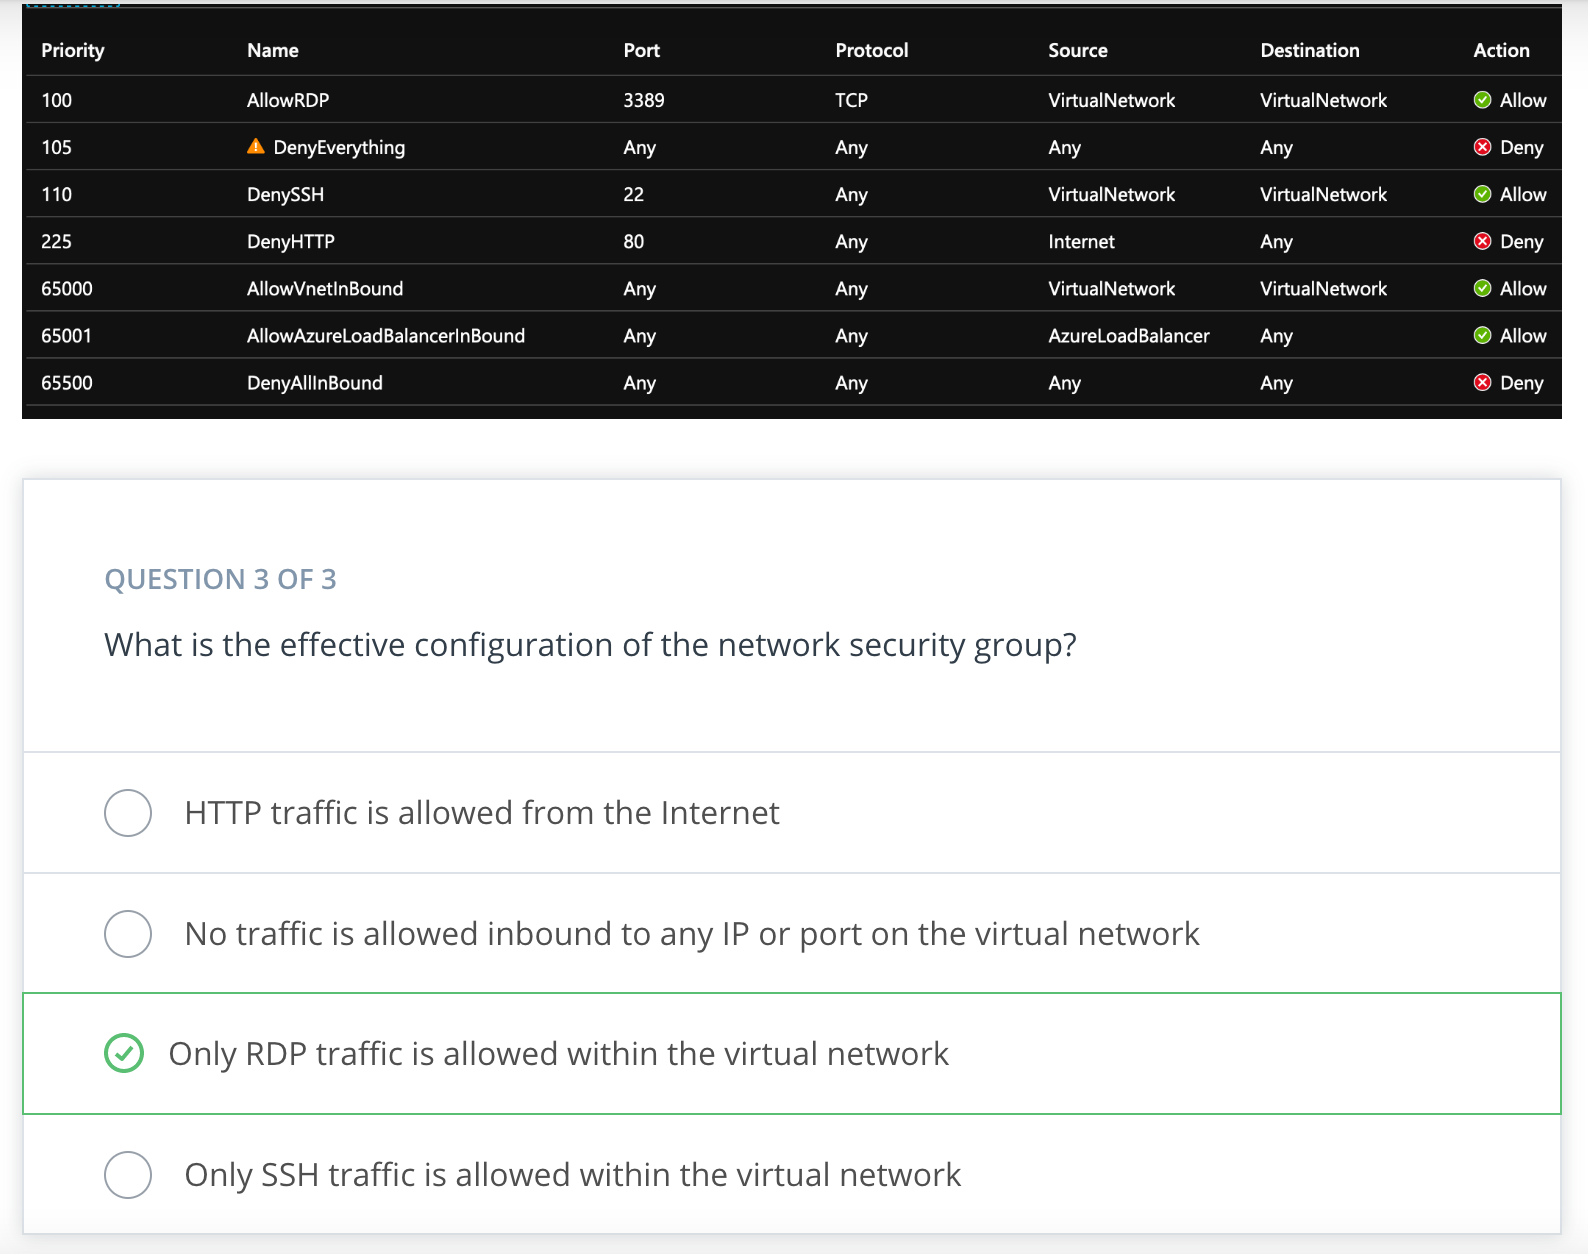 Priority Name Port Protocol Source Destination Action
100 AllowRDP 3389 TCP VirtualNetwork VirtualNetwork Allow
105 DenyEverything Any Any Any Any Deny
110 DenySSH 22 Any VirtualNetwork VirtualNetwork Allow
225 DenyHTTP 80 Any Internet Any Deny
65000 AllowVnetInBound Any Any VirtualNetwork VirtualNetwork Allow
65001 AllowAzureLoadBalancerInBound Any Any AzureLoadBalancer Any Allow
65500 DenyAllInBound Any Any Any Any Deny
QUESTION 3 OF 3
What is the effective configuration of the network security group?
HTTP traffic is allowed from the Internet
No traffic is allowed inbound to any IP or port on the virtual network
Only RDP traffic is allowed within the virtual network
Only SSH traffic is allowed within the virtual network